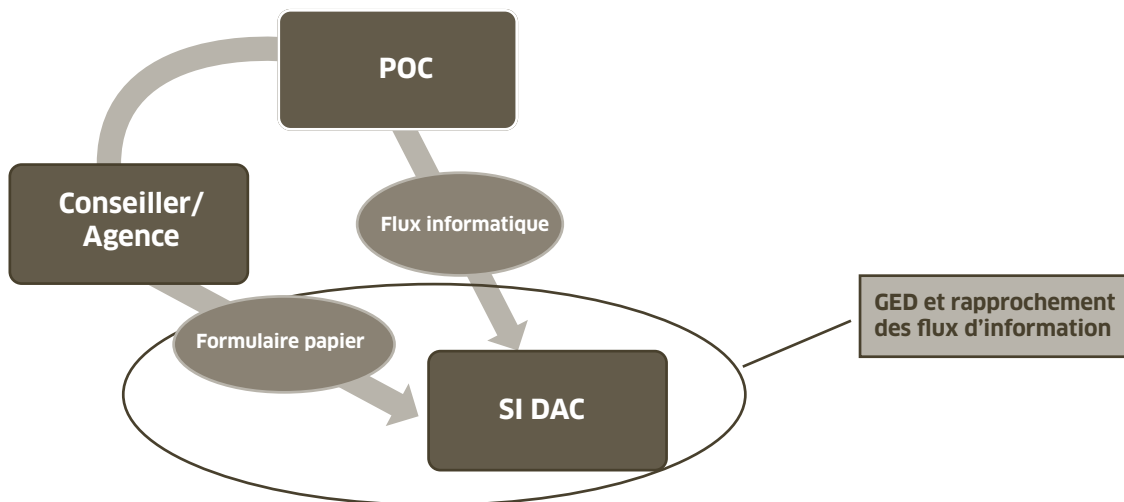 POC
Conseiller/
Agence
Flux informatique
GED et rapprochement
des flux d’information
Formulaire papier
SI DAC